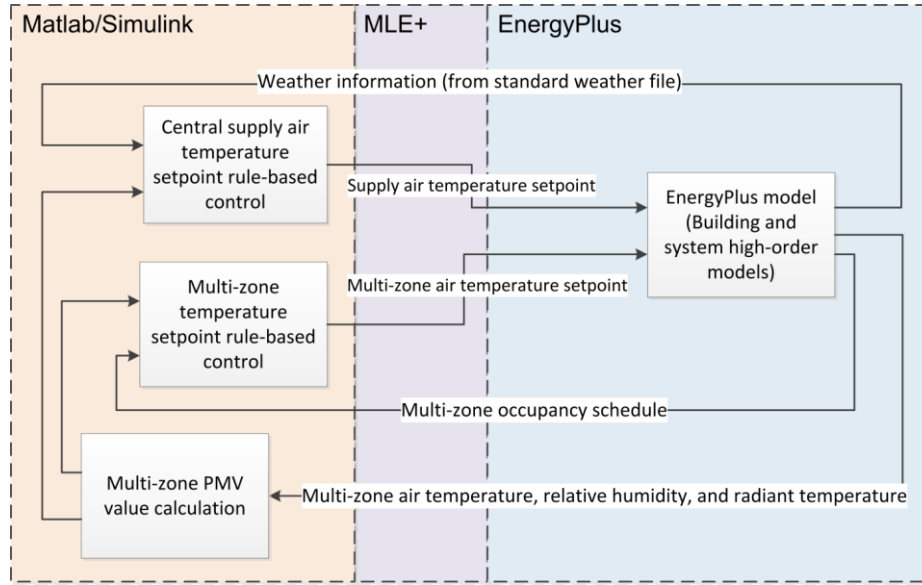 Matlab/Simulink
MLE+
EnergyPlus
Weather information (from standard weather file)
Central supply air
temperature
setpoint rule-based
control
Supply air temperature setpoint
EnergyPlus model
(Building and
system high-order
models)
Multi-zone air temperature setpoint
Multi-zone
temperature
setpoint rule-based
control
Multi-zone occupancy schedule
Multi-zone PMV
value calculation
Multi-zone air temperature, relative humidity, and radiant temperature